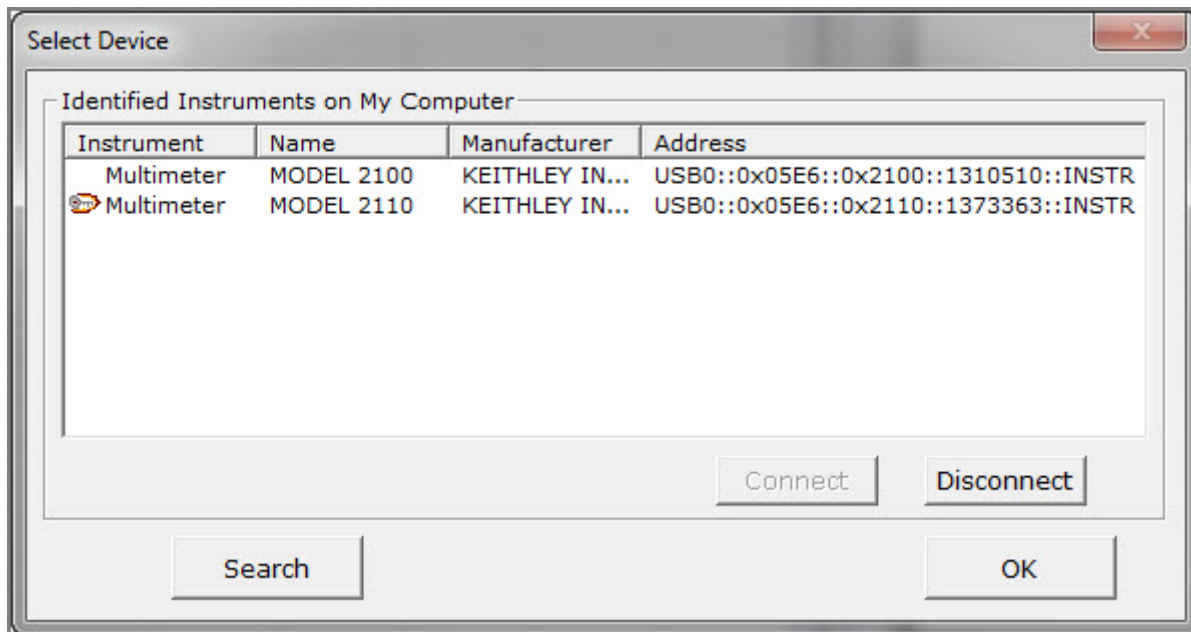 Select Device
Identified Instruments on My Computer
Instrument Name Manufacturer Address
Multimeter MODEL 2100 KEITHLEY IN... USB0::0x05E6::0x2100::1310510::INSTR
Multimeter MODEL 2110 KEITHLEY IN... USB0::0x05E6::0x2110::1373363::INSTR
Connect Disconnect
Search OK